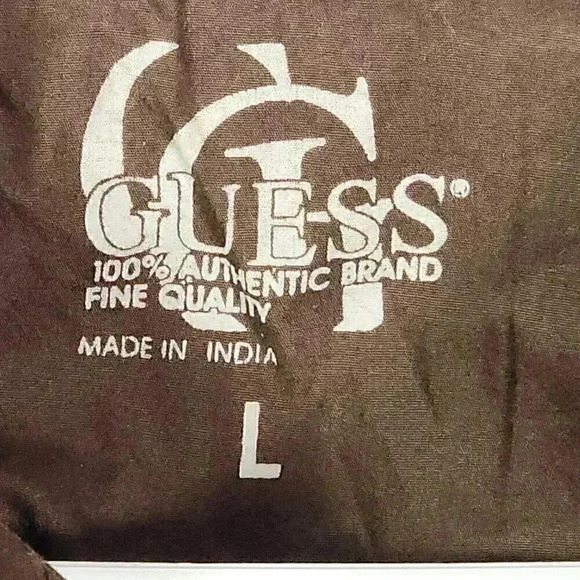 GUESS®
100% AUTHENTIC BRAND
FINE QUALITY
MADE IN INDIA
L